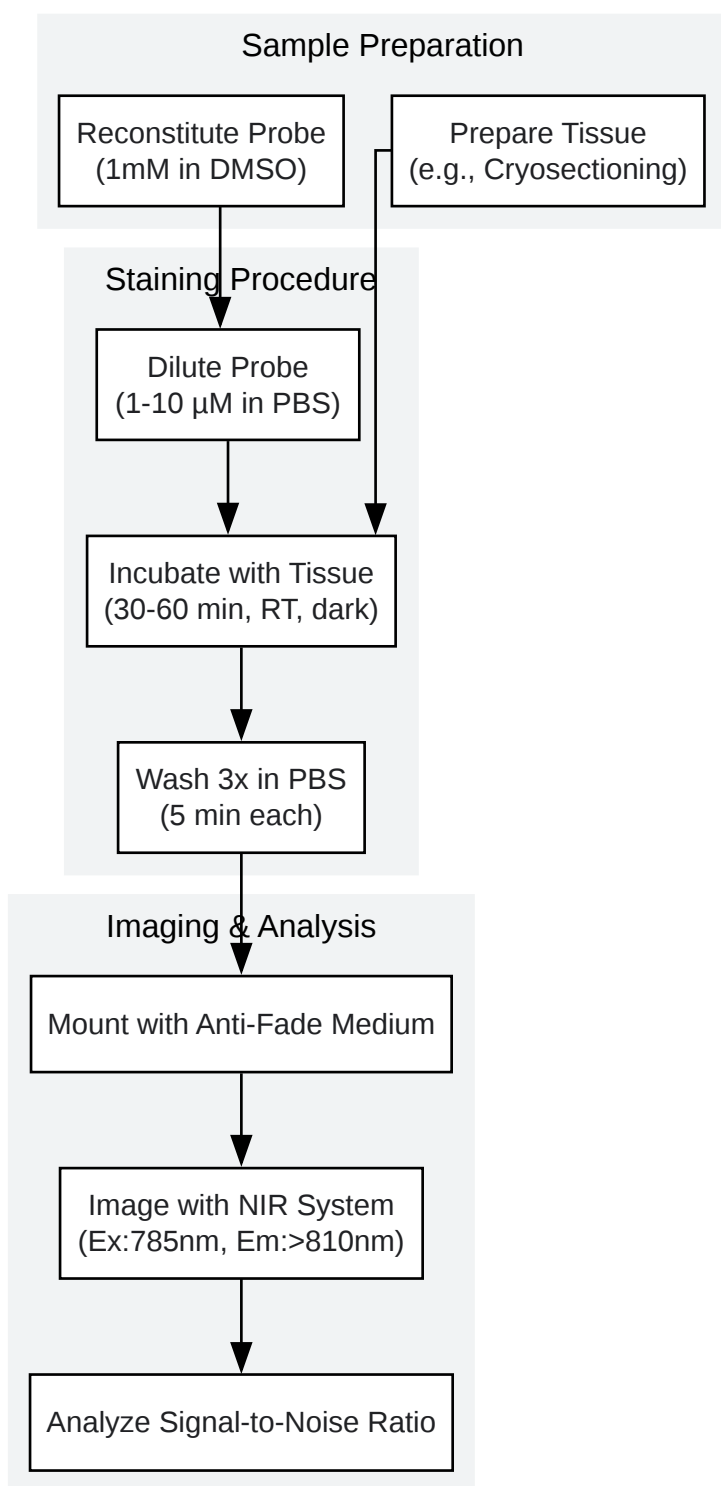 Sample Preparation
Reconstitute Probe
(1mM in DMSO)
Prepare Tissue
(e.g., Cryosectioning)
Staining Procedure
Dilute Probe
(1-10 µM in PBS)
Incubate with Tissue
(30-60 min, RT, dark)
Wash 3x in PBS
(5 min each)
Imaging & Analysis
Mount with Anti-Fade Medium
Image with NIR System
(Ex:785nm, Em:>810nm)
Analyze Signal-to-Noise Ratio